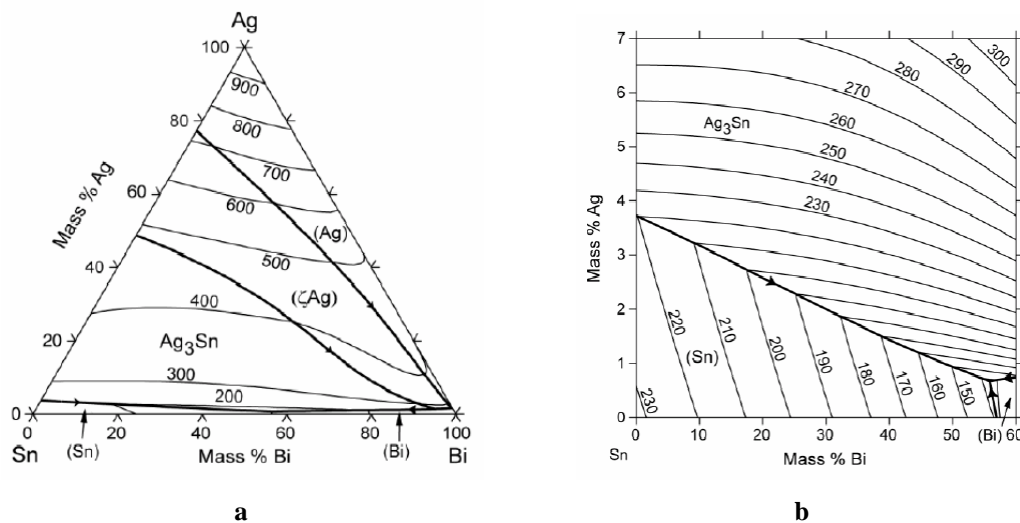 Ag
100
900
80
800
700
Mass % Ag
60
600
(Ag)
500
40
(ζAg)
400
20
Ag3Sn
300
200
0
0
20
40
60
80
100
Sn
(Sn)
Mass % Bi
(Bi)
Bi
a
7
300
290
280
6
270
Ag3Sn
260
5
250
240
4
230
Mass % Ag
3
2
220
210
200
(Sn)
190
180
1
170
160
150
230
0
0
10
20
30
40
50
(Bi)
60
Sn
Mass % Bi
b